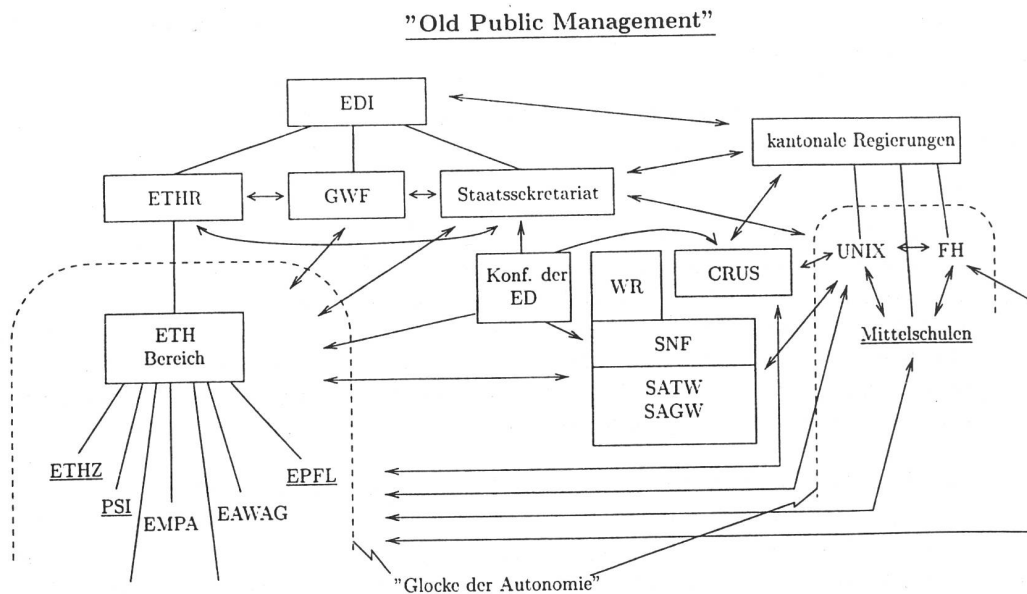 "Old Public Management"
EDI
kantonale Regierungen
ETHR
GWF
Staatssekretariat
UNIX
FH
Konf. der
ED
WR
CRUS
Mittelschulen
ETH
Bereich
SNF
SATW
SAGW
ETHZ
PSI
EMPA
EAWAG
EPFL
"Glocke der Autonomie"